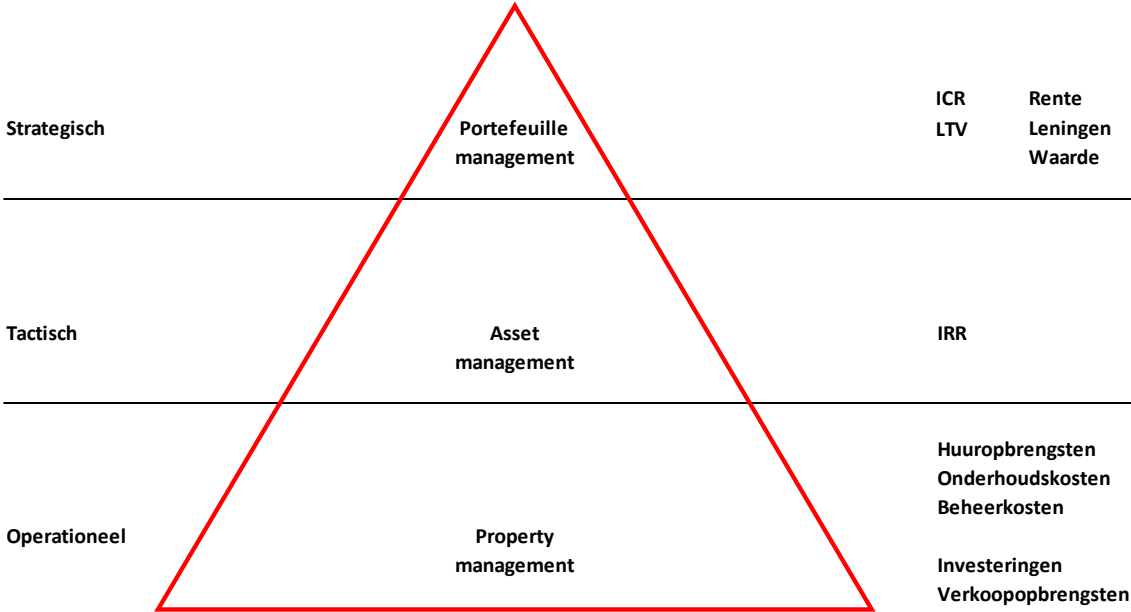 ICR Rente
Strategisch Portefeuille LTV Leningen
management Waarde
Tactisch Asset IRR
management
Huuropbrengsten
Onderhoudskosten
Beheerkosten
Operationeel Property
management Investeringen
Verkoopopbrengsten